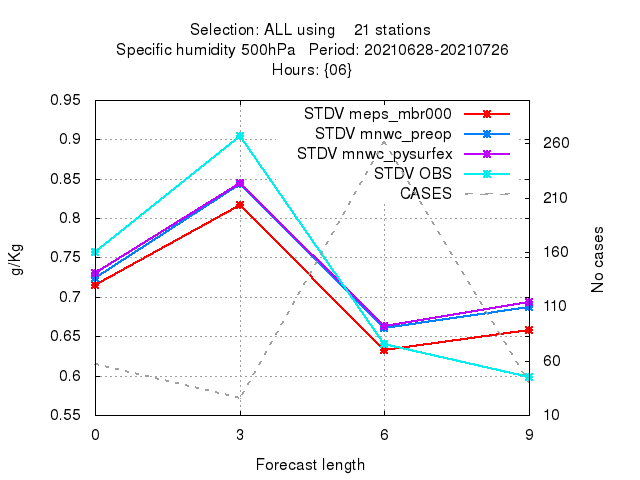 Selection: ALL using    21 stations
Specific humidity 500hPa   Period: 20210628-20210726
Hours: {06}
STDV meps_mbr000
STDV mnwc_preop
STDV mnwc_pysurfex
STDV OBS
CASES
0.95
0.9
0.85
0.8
0.75
0.7
0.65
0.6
0.55
g/Kg
260
210
160
110
60
10
No cases
0 3 6 9
Forecast length